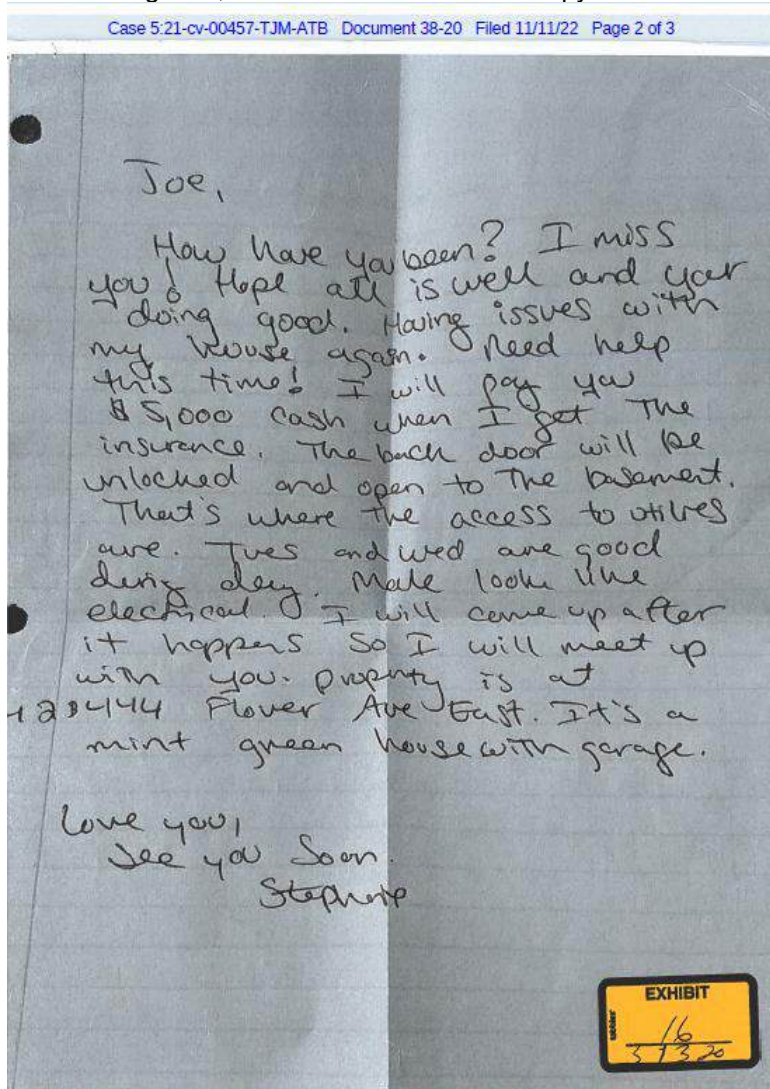 Case 5:21-cv-00457-TJM-ATB Document 38-20 Filed 11/11/22 Page 2 of 3
Joe,
How have you been? I miss
you! Hope all is well and your
doing good. Having issues with
my house again. Need help
this time! I will pay you
$5,000 cash when I get The
insurance. The back door will be
unlocked and open to The basement.
That's where the access to
are. Tues and wed are good
during day. Make look like
electrical. I will come up after
it happens So I will meet up
with you. property is at
Plover Ave East. It's a
mint green house with garage.
Love you,
See you Soon.
Stephanie
EXHIBIT
16